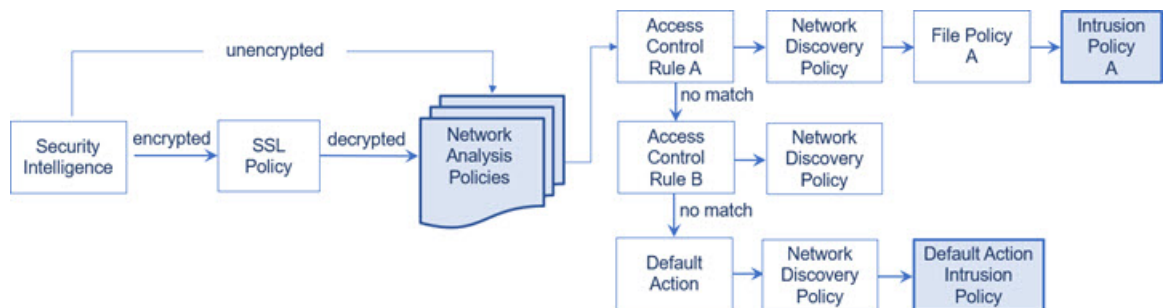 unencrypted
Security
Intelligence
encrypted
SSL
Policy
decrypted
Network
Analysis
Policies
Access
Control
Rule A
Network
Discovery
Policy
File Policy
A
Intrusion
Policy
A
no match
Access
Control
Rule B
Network
Discovery
Policy
no match
Default
Action
Network
Discovery
Policy
Default Action
Intrusion
Policy